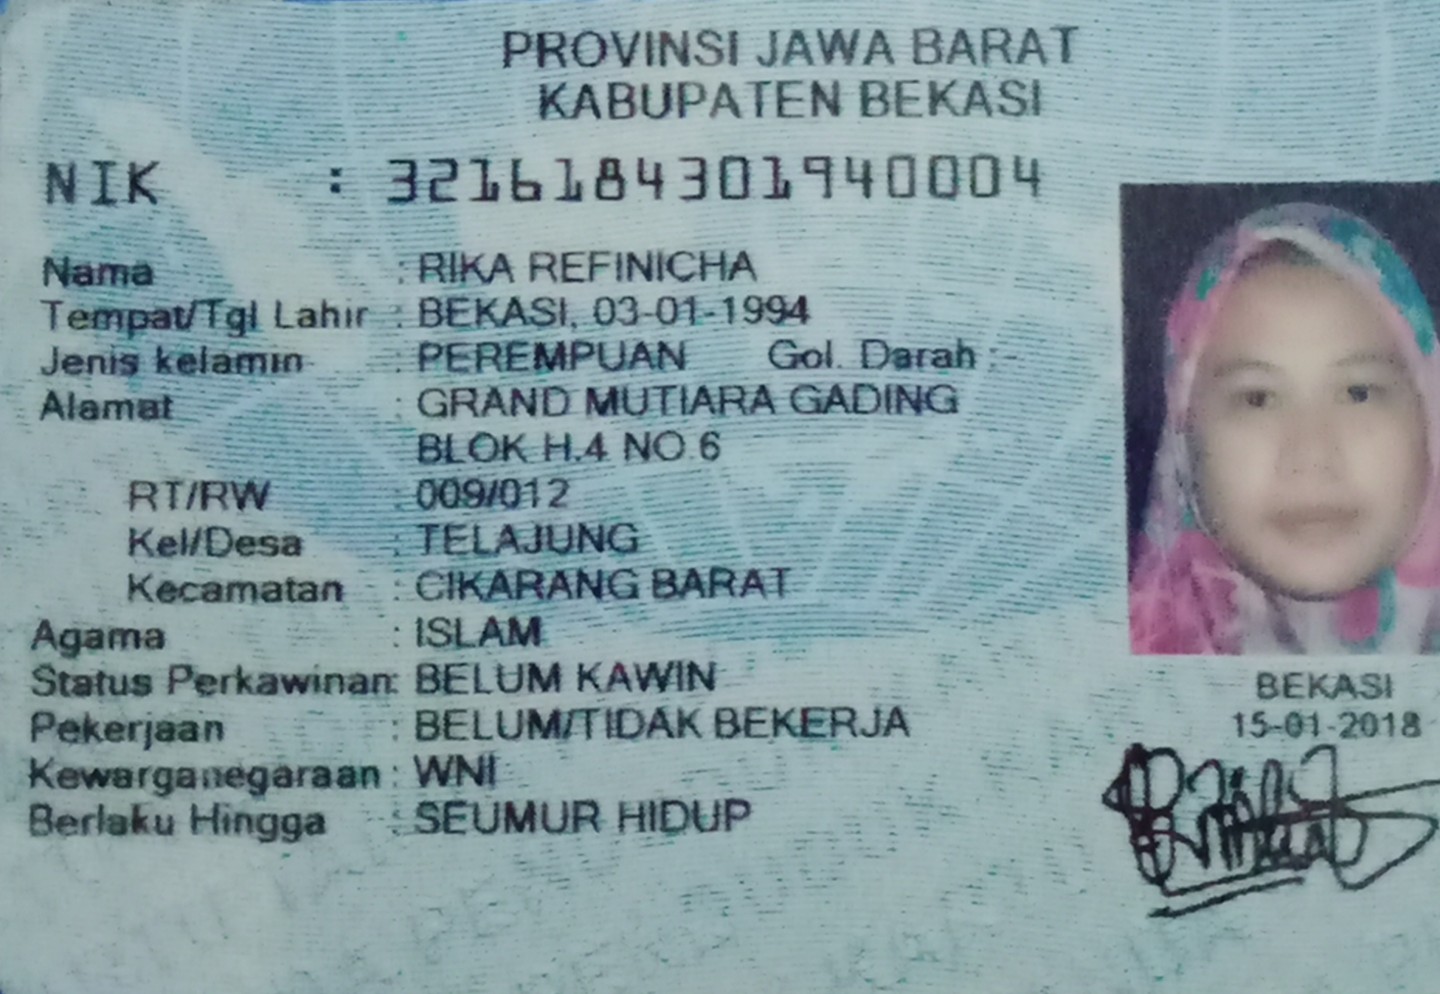 PROVINSI JAWA BARAT
KABUPATEN BEKASI
NIK : 3216184301940004
Nama : RIKA REFINICHA
Tempat/Tgl Lahir : BEKASI, 03-01-1994
Jenis kelamin : PEREMPUAN Gol. Darah : -
Alamat : GRAND MUTIARA GADING
BLOK H.4 NO 6
RT/RW : 009/012
Kel/Desa : TELAJUNG
Kecamatan : CIKARANG BARAT
Agama : ISLAM
Status Perkawinan: BELUM KAWIN
Pekerjaan : BELUM/TIDAK BEKERJA
Kewarganegaraan : WNI
Berlaku Hingga : SEUMUR HIDUP
BEKASI
15-01-2018